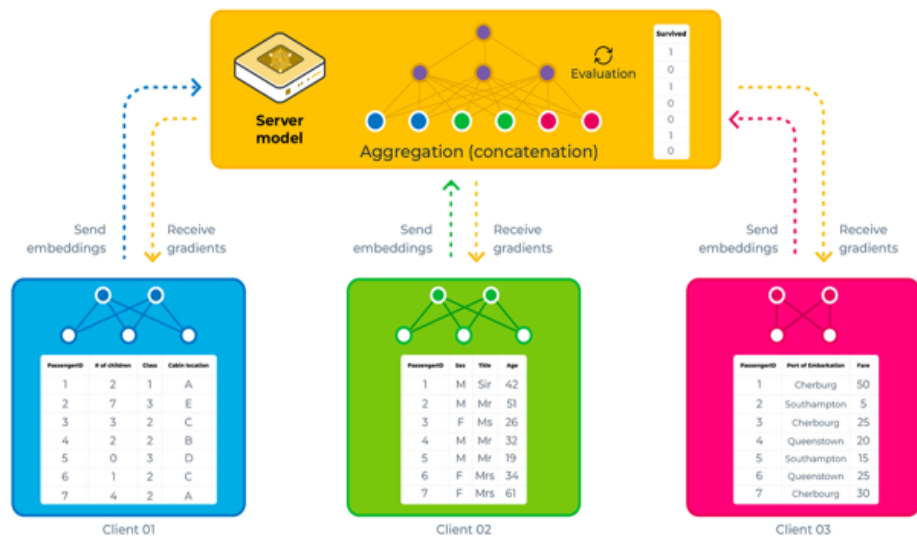 Survived
1
0
1
0
0
1
0
Evaluation
Server
model
Aggregation (concatenation)
Send
embeddings
Receive
gradients
Send
embeddings
Receive
gradients
Send
embeddings
Receive
gradients
PassengerID # of children Class Cabin location
1 2 1 A
2 7 3 E
3 3 2 C
4 2 2 B
5 0 3 D
6 1 2 C
7 4 2 A
Client 01
PassengerID Sex Title Age
1 M Sir 42
2 M Mr 51
3 F Ms 26
4 M Mr 32
5 M Mr 19
6 F Mrs 34
7 F Mrs 61
Client 02
PassengerID Port of Embarkation Fare
1 Cherburg 50
2 Southampton 5
3 Cherbourg 25
4 Queenstown 20
5 Southampton 15
6 Queenstown 25
7 Cherbourg 30
Client 03